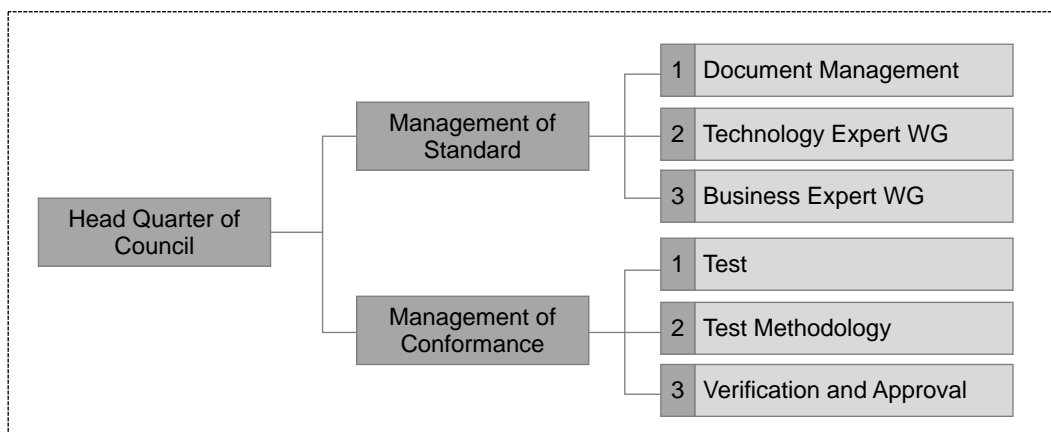 Head Quarter of
Council
Management of
Standard
1 Document Management
2 Technology Expert WG
3 Business Expert WG
Management of
Conformance
1 Test
2 Test Methodology
3 Verification and Approval